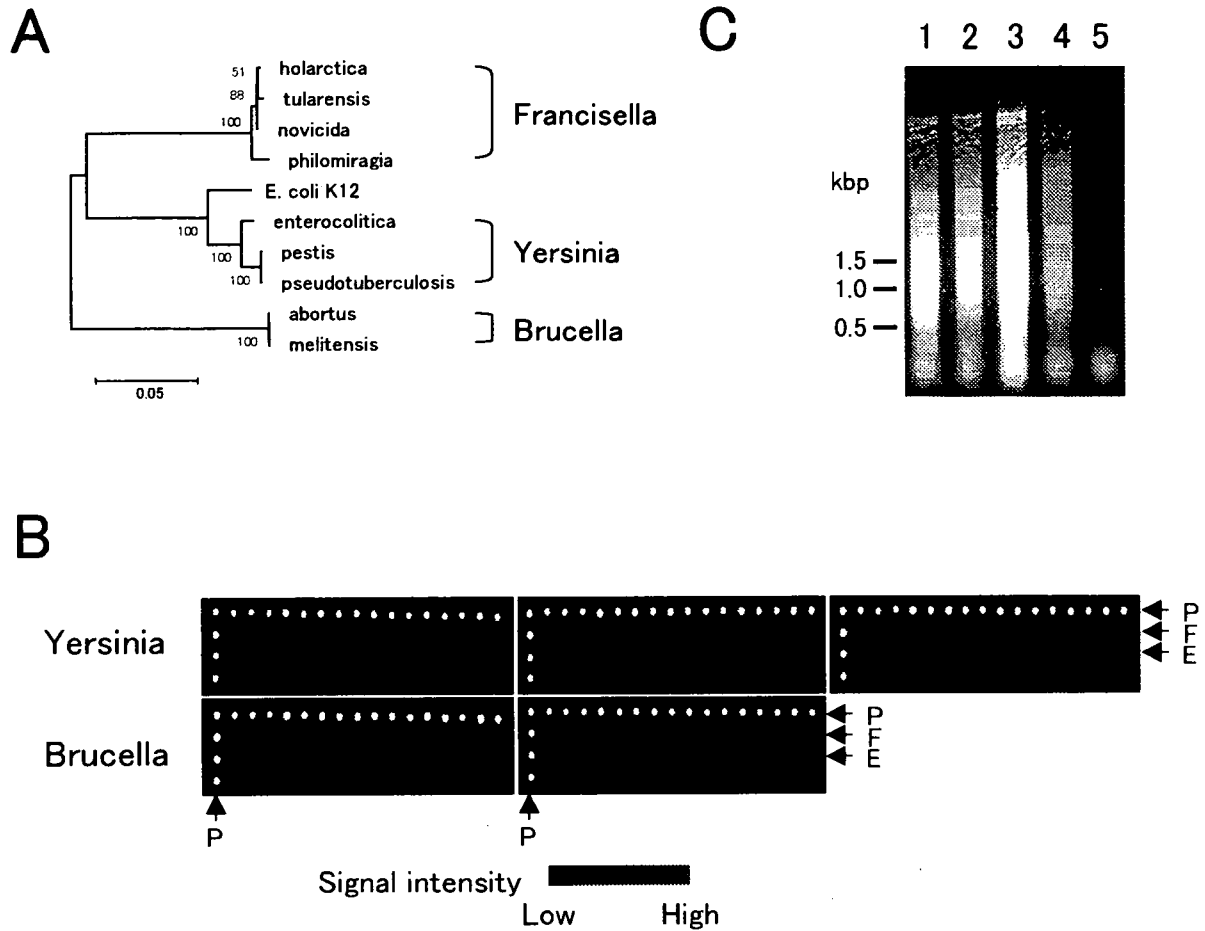 A
51
88
100
holarctica
tularensis
novicida
philomiragia
Francisella
E. coli K12
100
enterocolitica
100
pestis
100
pseudotuberculosis
Yersinia
abortus
100
melitensis
Brucella
0.05
C
1 2 3 4 5
kbp
1.5
1.0
0.5
B
Yersinia
P
F
E
Brucella
P
F
E
P
P
Signal intensity
Low
High